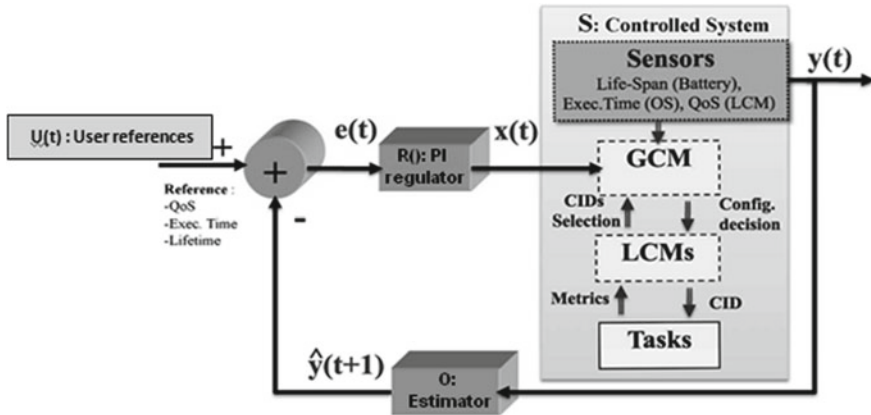 S: Controlled System
Sensors
Life-Span (Battery),
Exec.Time (OS), QoS (LCM)
y(t)
U(t) : User references
+
+
-
e(t)
R(): PI
regulator
x(t)
Reference :
-QoS
-Exec. Time
-Lifetime
GCM
CIDs
Selection
Config.
decision
LCMs
Metrics
CID
Tasks
ŷ(t+1)
O:
Estimator